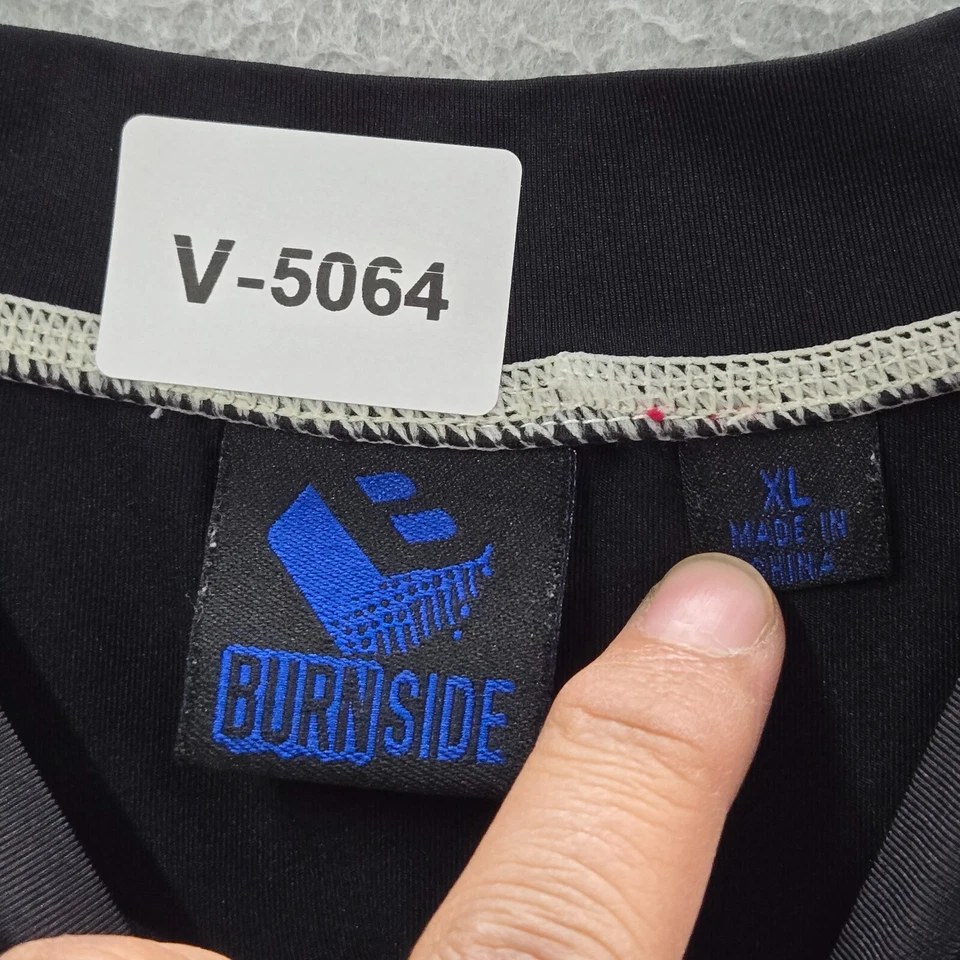 V-5064
BURNSIDE
XL
MADE IN
CHINA